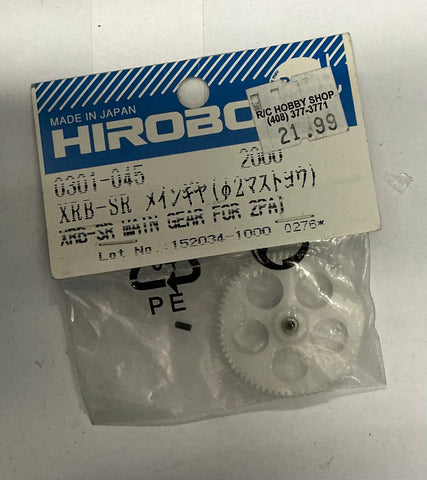 MADE IN JAPAN
HIROBO
R/C HOBBY SHOP
(408) 377-3771
21.99
0301-045 2000
XRB-SR メインギヤ(φ2マストヨウ)
XRB-SR MAIN GEAR FOR 2PAI
Lot No.:152034-1000 0276*
PE